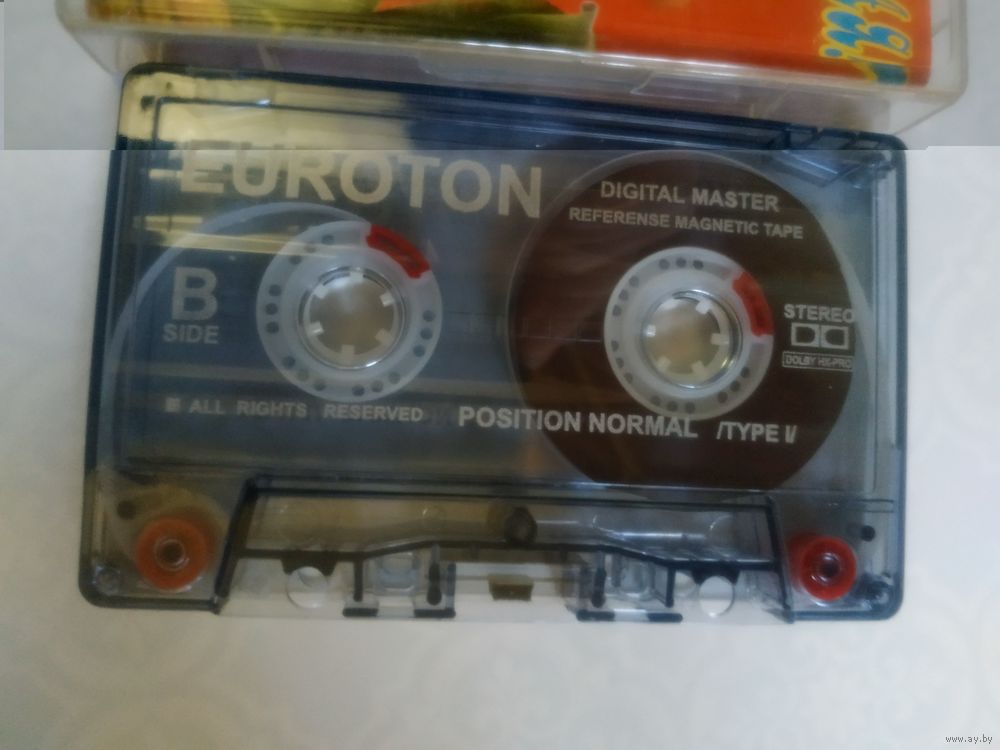 EUROTON
DIGITAL MASTER
REFERENSE MAGNETIC TAPE
B
SIDE
STEREO
DOLBY HX-PRO
ALL RIGHTS RESERVED
POSITION NORMAL /TYPE I/
www.ay.by